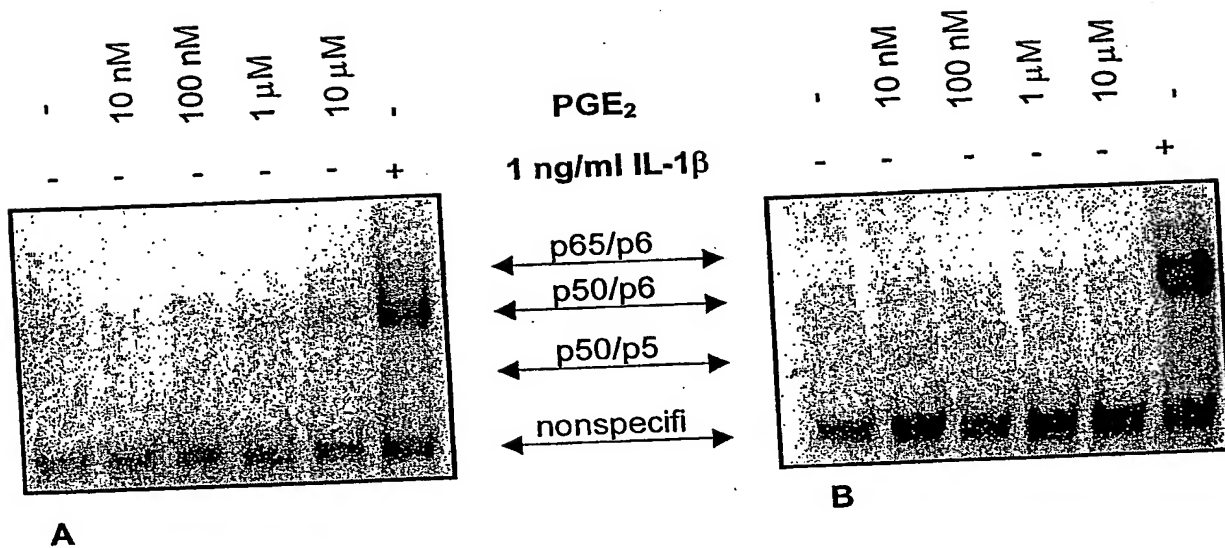 - 10 nM 100 nM 1 µM 10 µM - PGE₂ - 10 nM 100 nM 1 µM 10 µM -
- - - - - + 1 ng/ml IL-1β - - - - - +
p65/p6
p50/p6
p50/p5
nonspecifi
A B